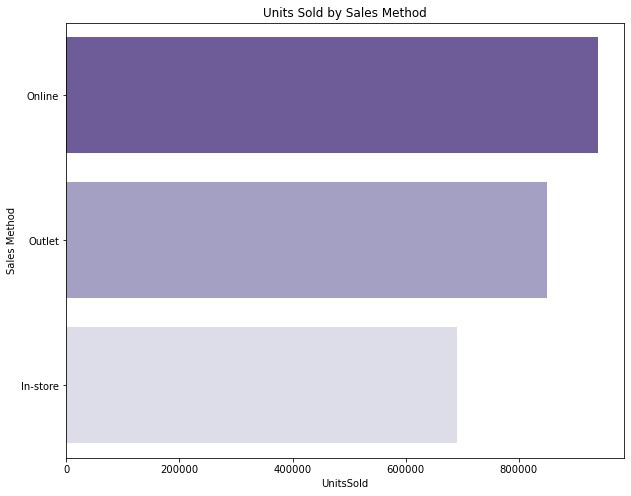 Units Sold by Sales Method
Sales Method
Online
Outlet
In-store
0 200000 400000 600000 800000
UnitsSold